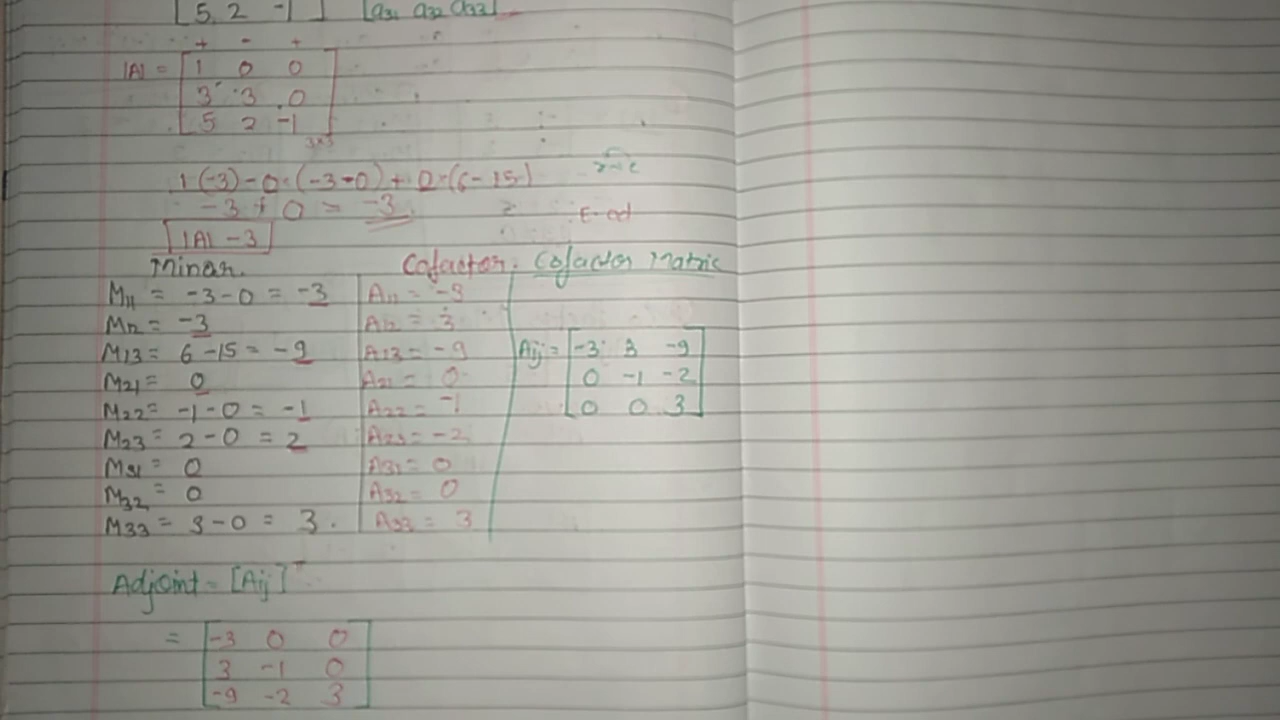 [5 2 -1] [a31 a32 a33]
+ - +
|A| = [1 0 0
3 3 0
5 2 -1] 3×3
1(-3)-0·(-3-0)+0×(6-15)
-3 + 0 = -3
|A| -3
Minar. Cofactor. Cofactor Matric
M11 = -3-0 = -3 A11 = -3
M12 = -3 A12 = 3
M13 = 6-15 = -9 A13 = -9 Aij = [-3 3 -9
M21 = 0 A21 = 0 0 -1 -2
M22 = -1-0 = -1 A22 = -1 0 0 3]
M23 = 2-0 = 2 A23 = -2
M31 = 0 A31 = 0
M32 = 0 A32 = 0
M33 = 3-0 = 3. A33 = 3
Adjoint = [Aij]T
= [-3 0 0
3 -1 0
-9 -2 3]